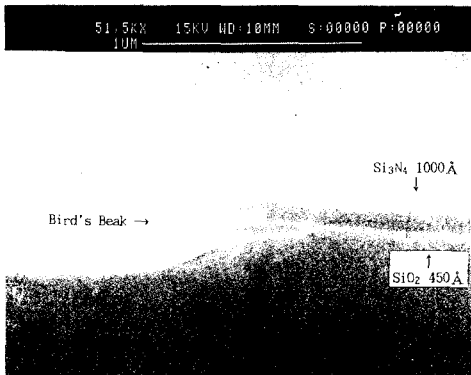 51.5KX 15KV WD:10MM S:00000 P:00000
1UM
Si₃N₄ 1000Å
↓
Bird's Beak →
↑
SiO₂ 450Å